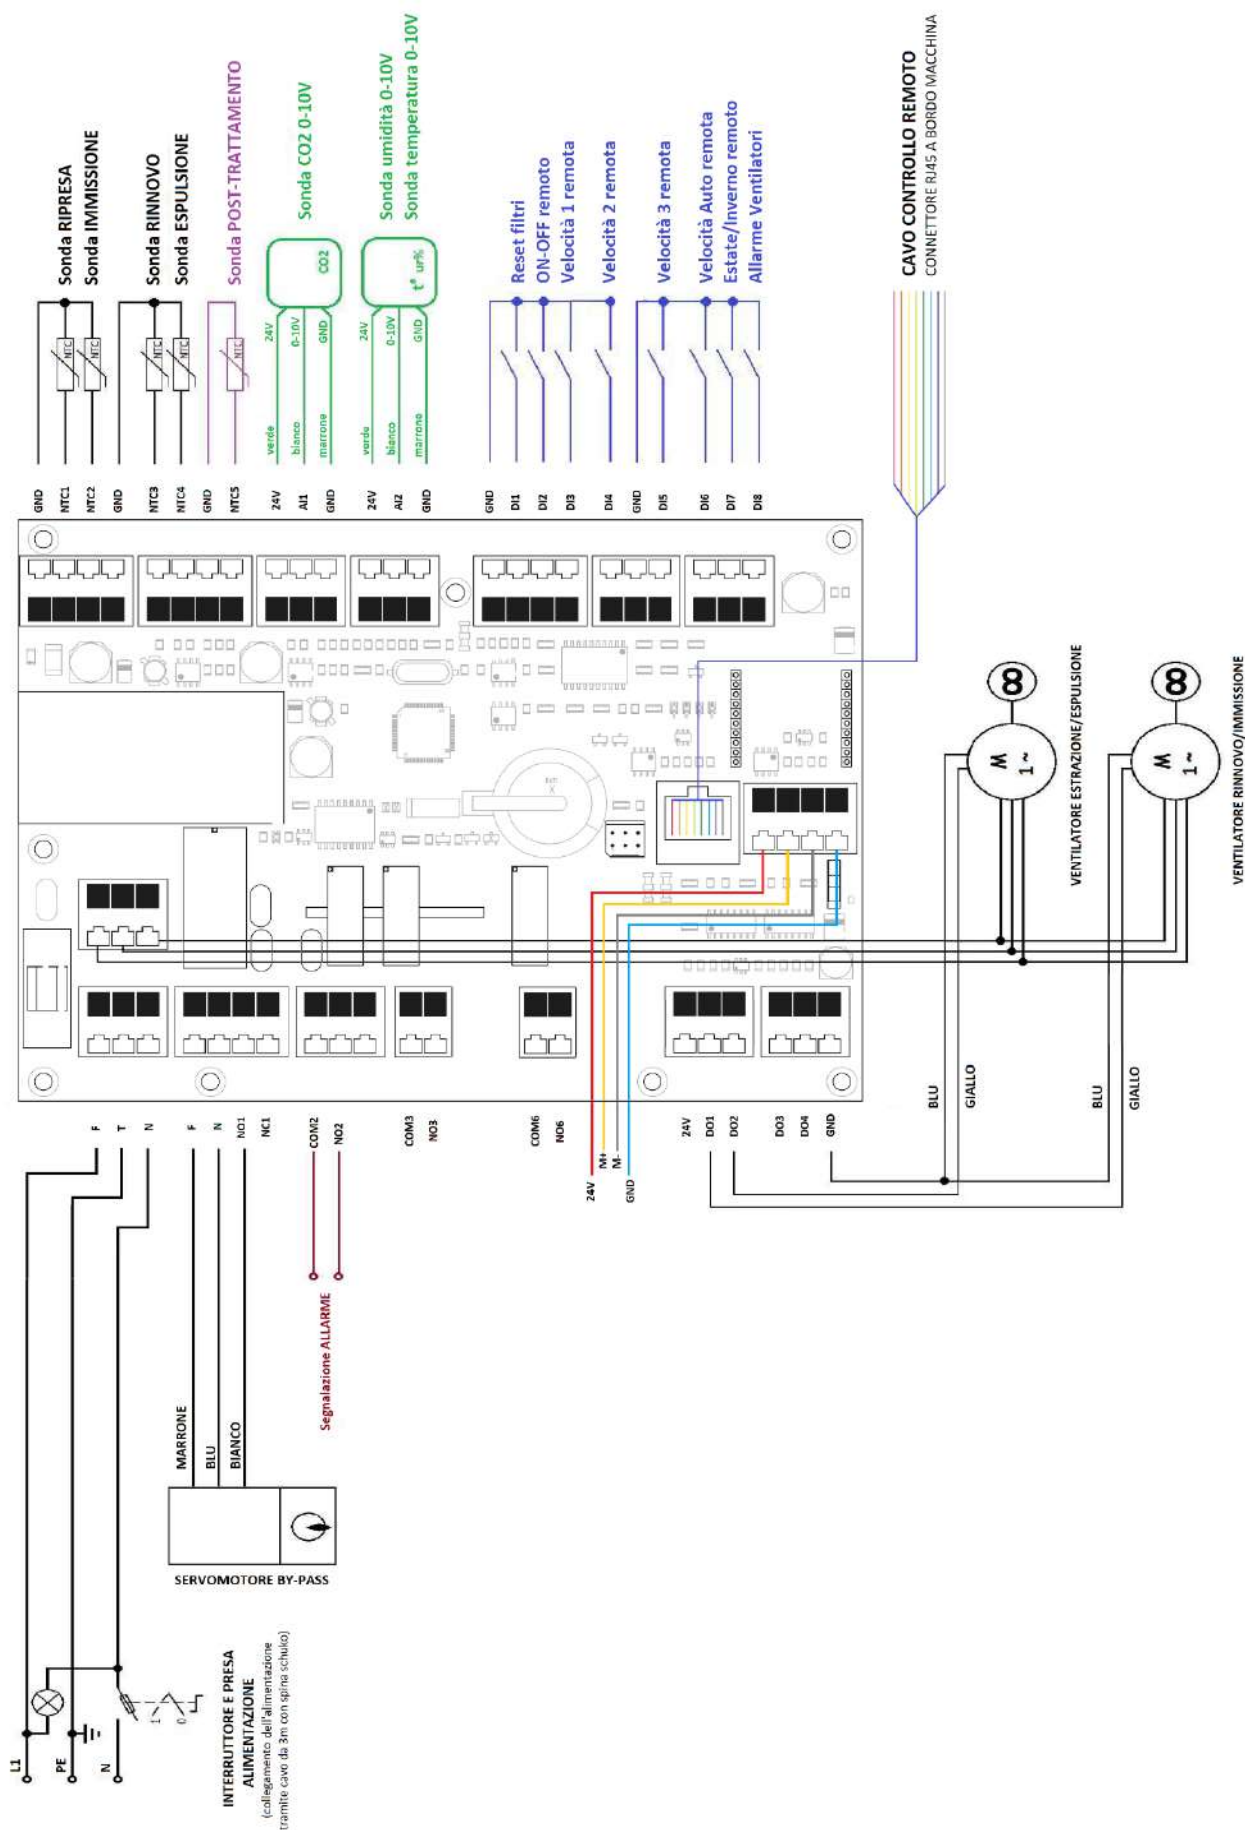 Sonda RIPRESA
Sonda IMMISSIONE
Sonda RINNOVO
Sonda ESPULSIONE
Sonda POST-TRATTAMENTO
Sonda CO2 0-10V
Sonda umidità 0-10V
Sonda temperatura 0-10V
Reset filtri
ON-OFF remoto
Velocità 1 remota
Velocità 2 remota
Velocità 3 remota
Velocità Auto remota
Estate/Inverno remoto
Allarme Ventilatori
CAVO CONTROLLO REMOTO
CONNETTORE RJ45 A BORDO MACCHINA
NTC
NTC
NTC
NTC
NTC
24V
0-10V
GND
CO2
24V
0-10V
GND
t° ur%
verde
bianco
marrone
verde
bianco
marrone
GND
NTC1
NTC2
GND
NTC3
NTC4
GND
NTC5
24V
AI1
GND
24V
AI2
GND
GND
DI1
DI2
DI3
DI4
GND
DI5
DI6
DI7
DI8
M
1~
M
1~
VENTILATORE ESTRAZIONE/ESPULSIONE
VENTILATORE RINNOVO/IMMISSIONE
BLU
GIALLO
BLU
GIALLO
F
T
N
F
N
NO1
NC1
COM2
NO2
COM3
NO3
COM6
NO6
24V
M+
M-
GND
24V
DO1
DO2
DO3
DO4
GND
Segnalazione ALLARME
MARRONE
BLU
BIANCO
SERVOMOTORE BY-PASS
L1
PE
N
1
0
INTERRUTTORE E PRESA
ALIMENTAZIONE
(collegamento dell'alimentazione
tramite cavo da 3m con spina schuko)